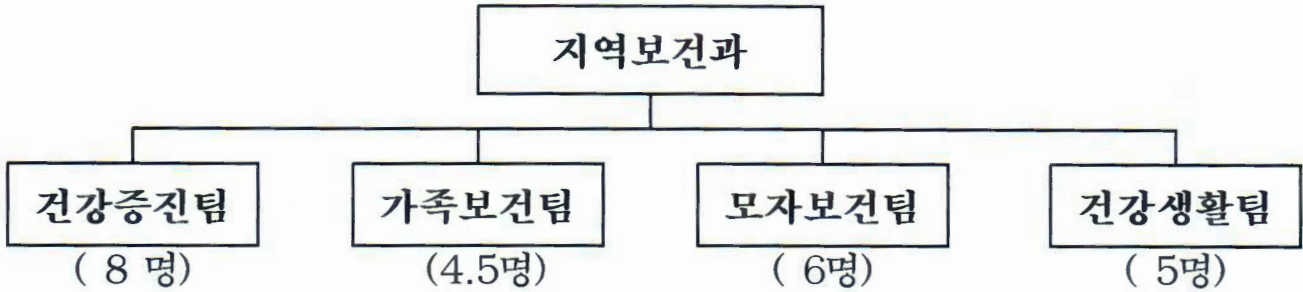 지역보건과
건강증진팀 가족보건팀 모자보건팀 건강생활팀
( 8 명) (4.5명) ( 6명) ( 5명)